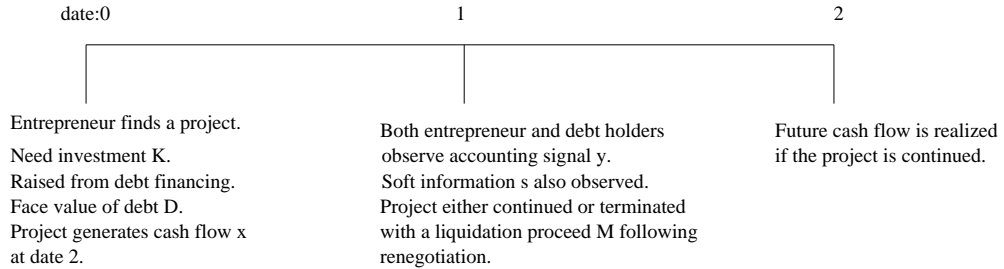 date:0 1 2
Entrepreneur finds a project.
Need investment K.
Raised from debt financing.
Face value of debt D.
Project generates cash flow x
at date 2.
Both entrepreneur and debt holders
observe accounting signal y.
Soft information s also observed.
Project either continued or terminated
with a liquidation proceed M following
renegotiation.
Future cash flow is realized
if the project is continued.